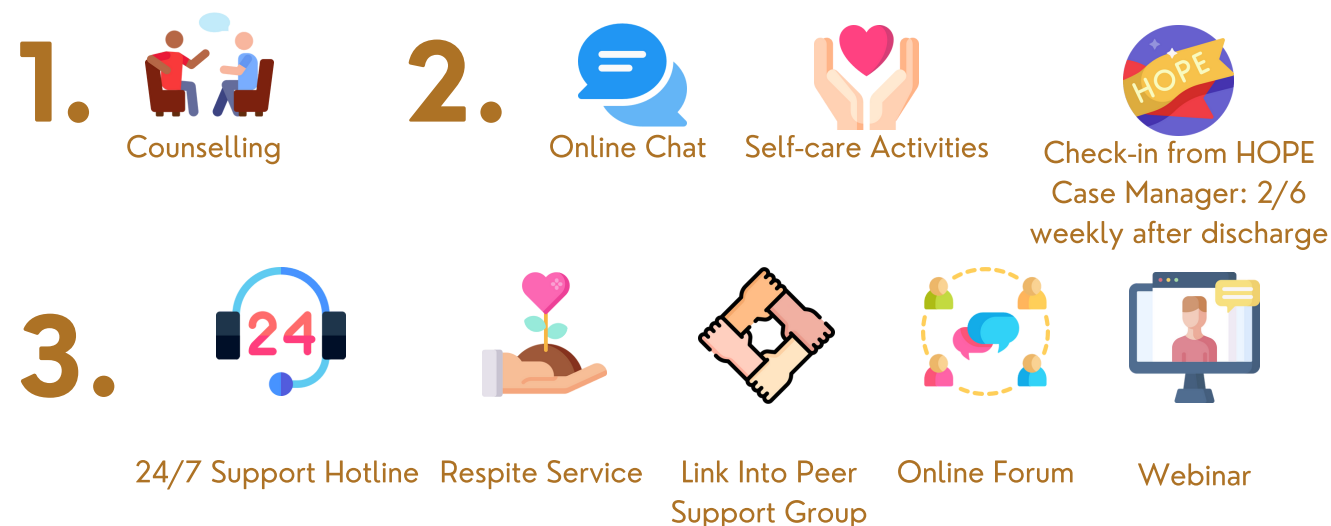 1.
Counselling
2.
Online Chat
Self-care Activities
HOPE
Check-in from HOPE
Case Manager: 2/6
weekly after discharge
3.
24
24/7 Support Hotline
Respite Service
Link Into Peer
Support Group
Online Forum
Webinar